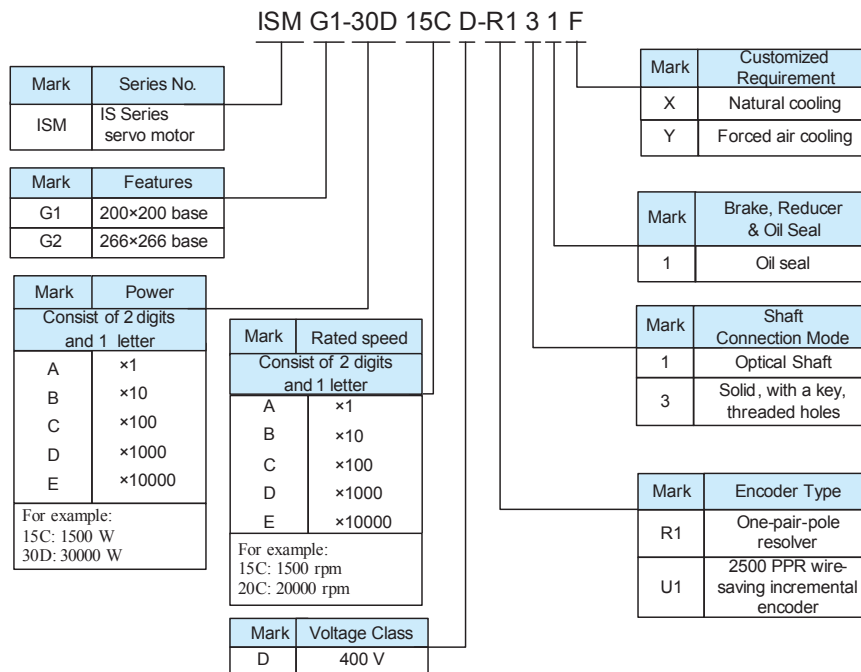 ISM G1-30D 15C D-R1 3 1 F
Mark Series No.
ISM IS Series
servo motor
Mark Features
G1 200×200 base
G2 266×266 base
Mark Power
Consist of 2 digits
and 1 letter
A ×1
B ×10
C ×100
D ×1000
E ×10000
For example:
15C: 1500 W
30D: 30000 W
Mark Rated speed
Consist of 2 digits
and 1 letter
A ×1
B ×10
C ×100
D ×1000
E ×10000
For example:
15C: 1500 rpm
20C: 20000 rpm
Mark Voltage Class
D 400 V
Mark Customized
Requirement
X Natural cooling
Y Forced air cooling
Mark Brake, Reducer
& Oil Seal
1 Oil seal
Mark Shaft
Connection Mode
1 Optical Shaft
3 Solid, with a key,
threaded holes
Mark Encoder Type
R1 One-pair-pole
resolver
U1 2500 PPR wire-
saving incremental
encoder